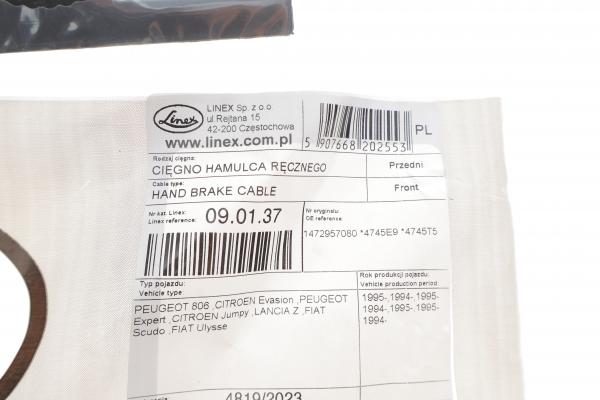 Linex
LINEX Sp. z o.o
ul Rejtana 15
42-200 Częstochowa
www.linex.com.pl
5 907668 202553
PL
Rodzaj cięgna:
CIĘGNO HAMULCA RĘCZNEGO
Przedni
Cable type:
HAND BRAKE CABLE
Front
Nr kat. Linex:
Linex reference:
09.01.37
Nr oryginału:
OE reference:
1472957080 *4745E9 *4745T5
Typ pojazdu:
Vehicle type
Rok produkcji pojazdu:
Vehicle production period:
PEUGEOT 806 ,CITROEN Evasion ,PEUGEOT
Expert ,CITROEN Jumpy ,LANCIA Z ,FIAT
Scudo ,FIAT Ulysse
1995-,1994-,1995-
1994-,1995-,1995-
1994-
4819/2023